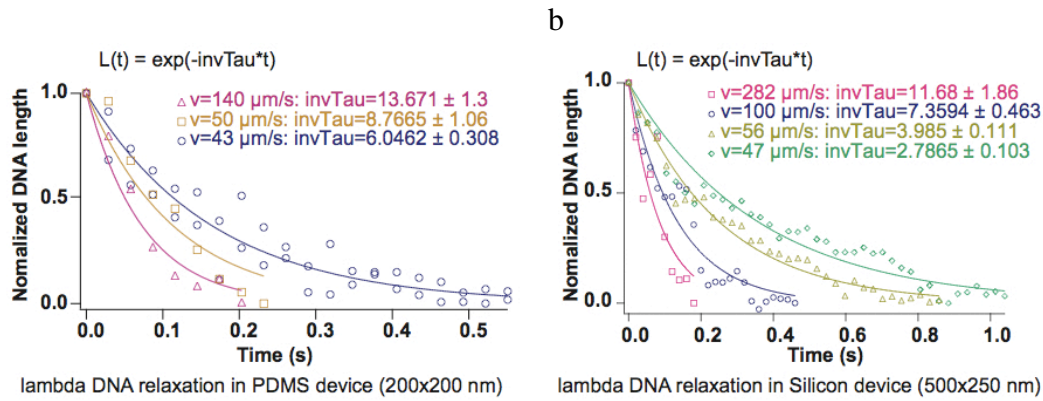 b
L(t) = exp(-invTau*t)
v=140 μm/s: invTau=13.671 ± 1.3
v=50 μm/s: invTau=8.7665 ± 1.06
v=43 μm/s: invTau=6.0462 ± 0.308
Nomalized DNA length
1.0
0.5
0.0
0.0 0.1 0.2 0.3 0.4 0.5
Time (s)
lambda DNA relaxation in PDMS device (200x200 nm)
L(t) = exp(-invTau*t)
v=282 μm/s: invTau=11.68 ± 1.86
v=100 μm/s: invTau=7.3594 ± 0.463
v=56 μm/s: invTau=3.985 ± 0.111
v=47 μm/s: invTau=2.7865 ± 0.103
Nomalized DNA length
1.0
0.5
0.0
0.0 0.2 0.4 0.6 0.8 1.0
Time (s)
lambda DNA relaxation in Silicon device (500x250 nm)